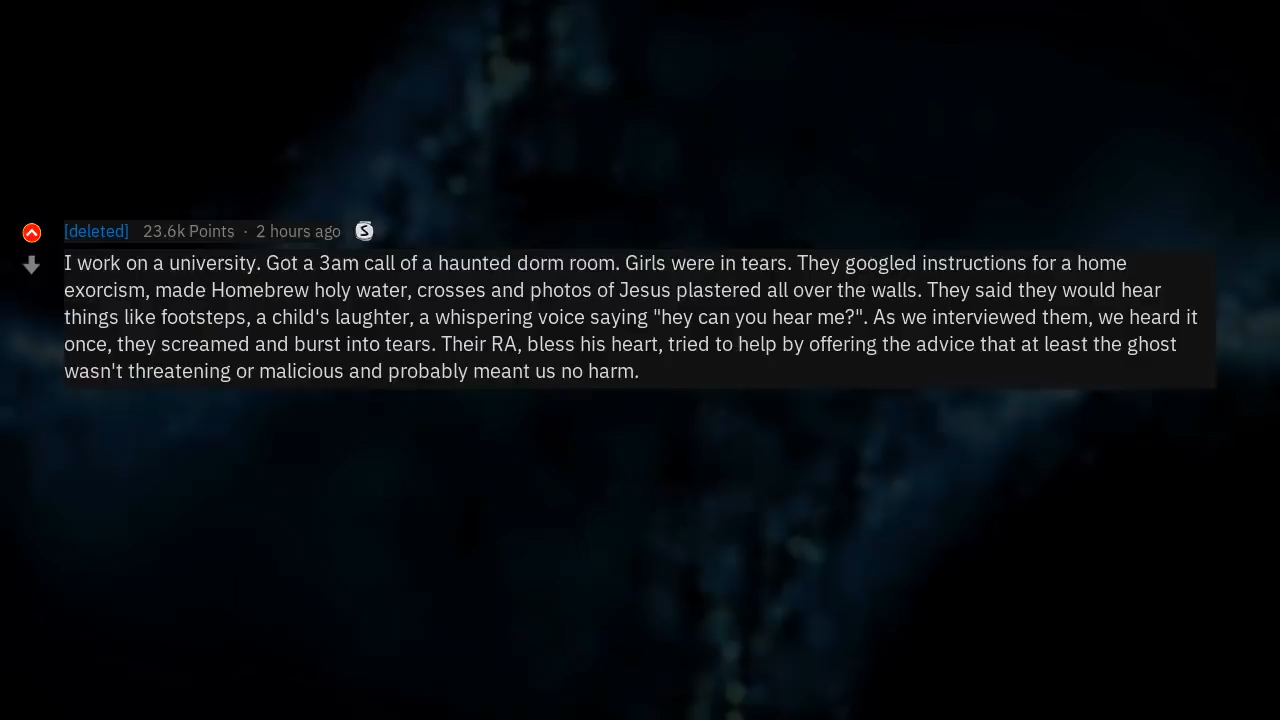 [deleted] 23.6k Points · 2 hours ago S
I work on a university. Got a 3am call of a haunted dorm room. Girls were in tears. They googled instructions for a home
exorcism, made Homebrew holy water, crosses and photos of Jesus plastered all over the walls. They said they would hear
things like footsteps, a child's laughter, a whispering voice saying "hey can you hear me?". As we interviewed them, we heard it
once, they screamed and burst into tears. Their RA, bless his heart, tried to help by offering the advice that at least the ghost
wasn't threatening or malicious and probably meant us no harm.